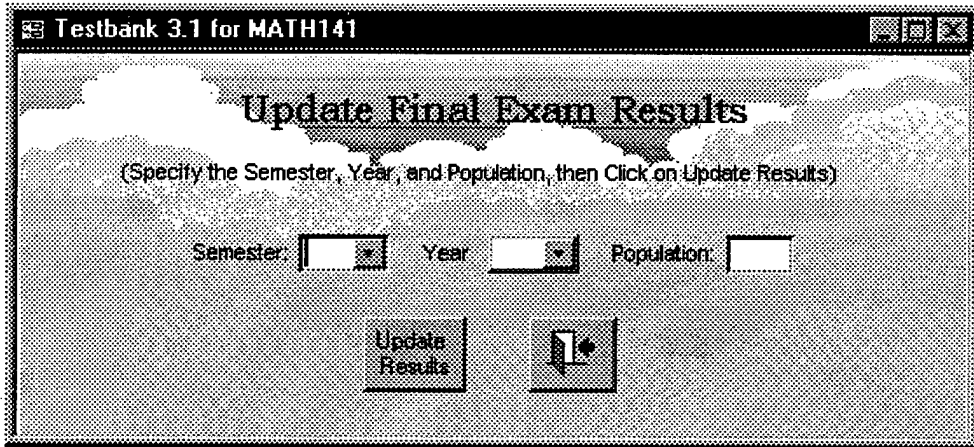 Testbank 3.1 for MATH141
Update Final Exam Results
(Specify the Semester, Year, and Population, then Click on Update Results)
Semester: Year Population:
Update
Results